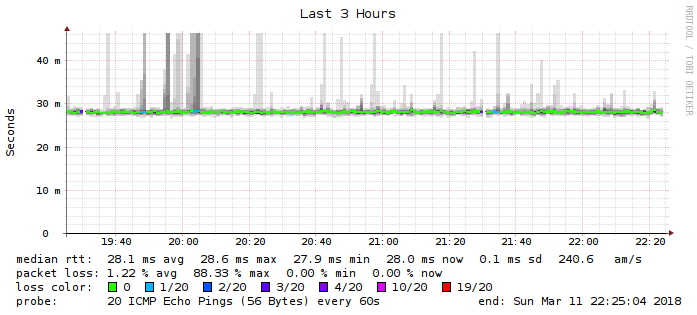 Last 3 Hours
RRDTOOL / TOBI OETIKER
Seconds
40 m
30 m
20 m
10 m
0
19:40 20:00 20:20 20:40 21:00 21:20 21:40 22:00 22:20
median rtt: 28.1 ms avg 28.6 ms max 27.9 ms min 28.0 ms now 0.1 ms sd 240.6 am/s
packet loss: 1.22 % avg 88.33 % max 0.00 % min 0.00 % now
loss color: 0 1/20 2/20 3/20 4/20 10/20 19/20
probe: 20 ICMP Echo Pings (56 Bytes) every 60s end: Sun Mar 11 22:25:04 2018